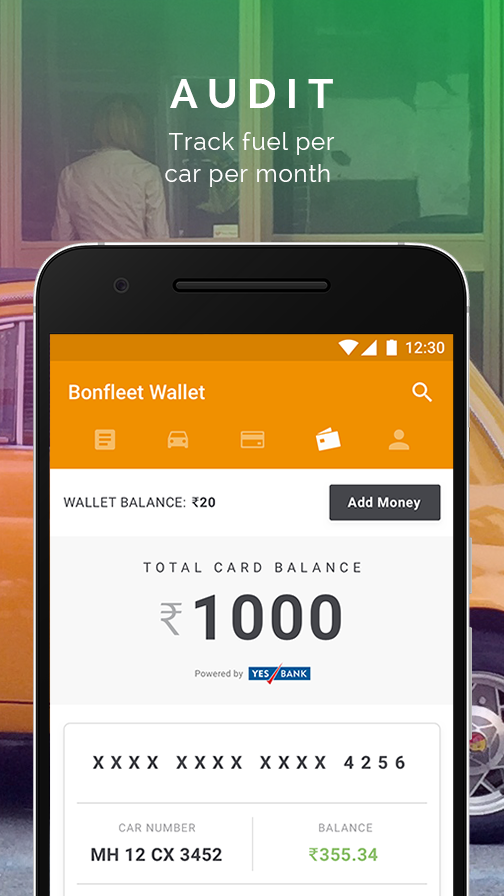 AUDIT
Track fuel per
car per month
12:30
Bonfleet Wallet
WALLET BALANCE: ₹20
Add Money
TOTAL CARD BALANCE
₹1000
Powered by YES BANK
XXXX XXXX XXXX 4256
CAR NUMBER BALANCE
MH 12 CX 3452 ₹355.34